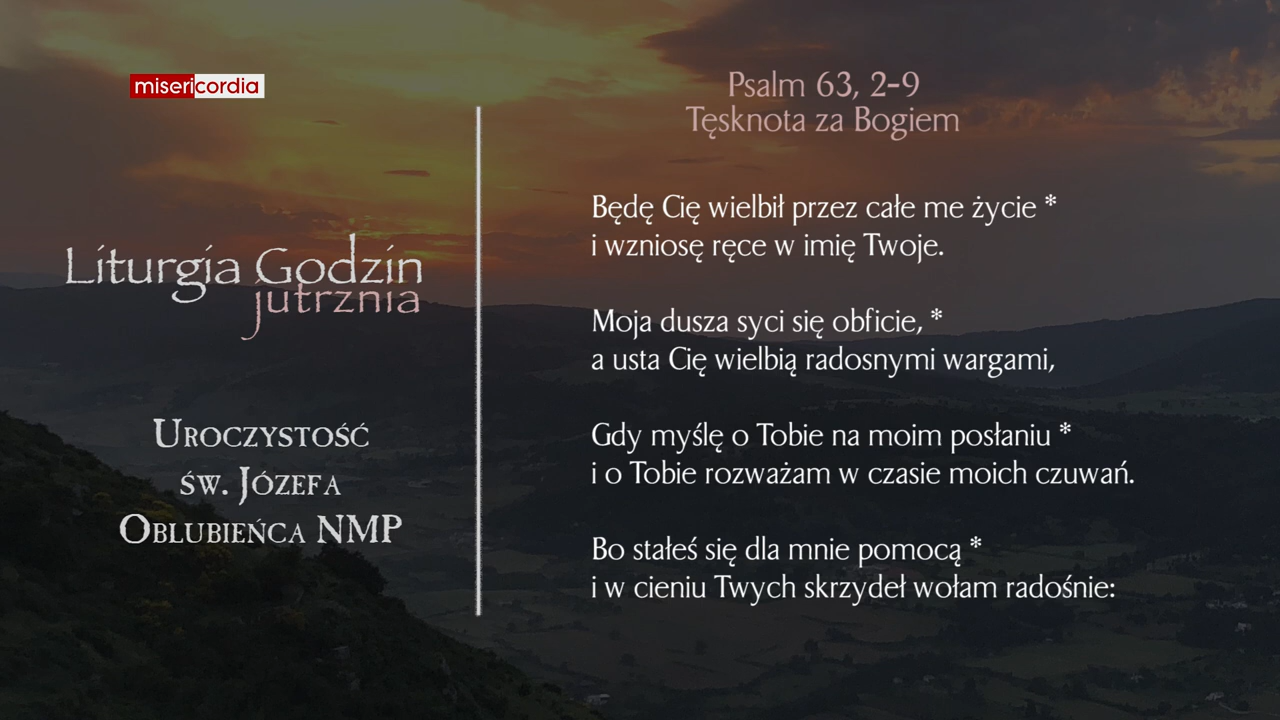 misericordia
Liturgia Godzin
jutrznia
Uroczystość
św. Józefa
Oblubieńca NMP
Psalm 63, 2-9
Tęsknota za Bogiem
Będę Cię wielbił przez całe me życie *
i wzniosę ręce w imię Twoje.
Moja dusza syci się obficie, *
a usta Cię wielbią radosnymi wargami,
Gdy myślę o Tobie na moim posłaniu *
i o Tobie rozważam w czasie moich czuwań.
Bo stałeś się dla mnie pomocą *
i w cieniu Twych skrzydeł wołam radośnie: